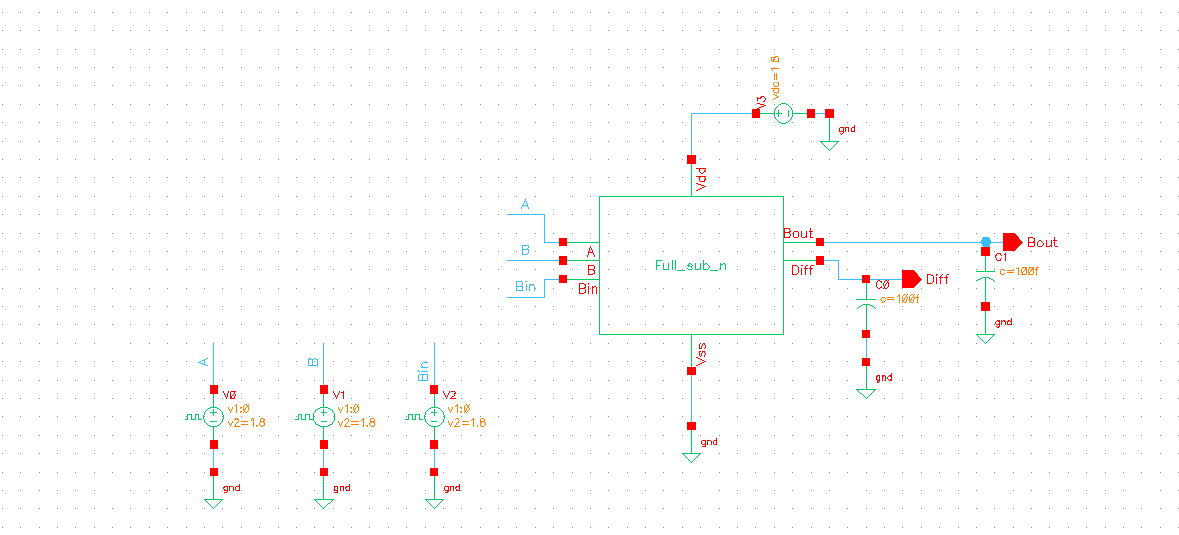 vdc=1.8
V3
gnd
Vdd
A
B
Bin
A
B
Bin
Full_sub_n
Bout
Diff
Bout
C1
c=100f
gnd
Diff
C0
c=100f
gnd
Vss
gnd
A
V0
v1:0
v2=1.8
gnd
B
V1
v1:0
v2=1.8
gnd
Bin
V2
v1:0
v2=1.8
gnd